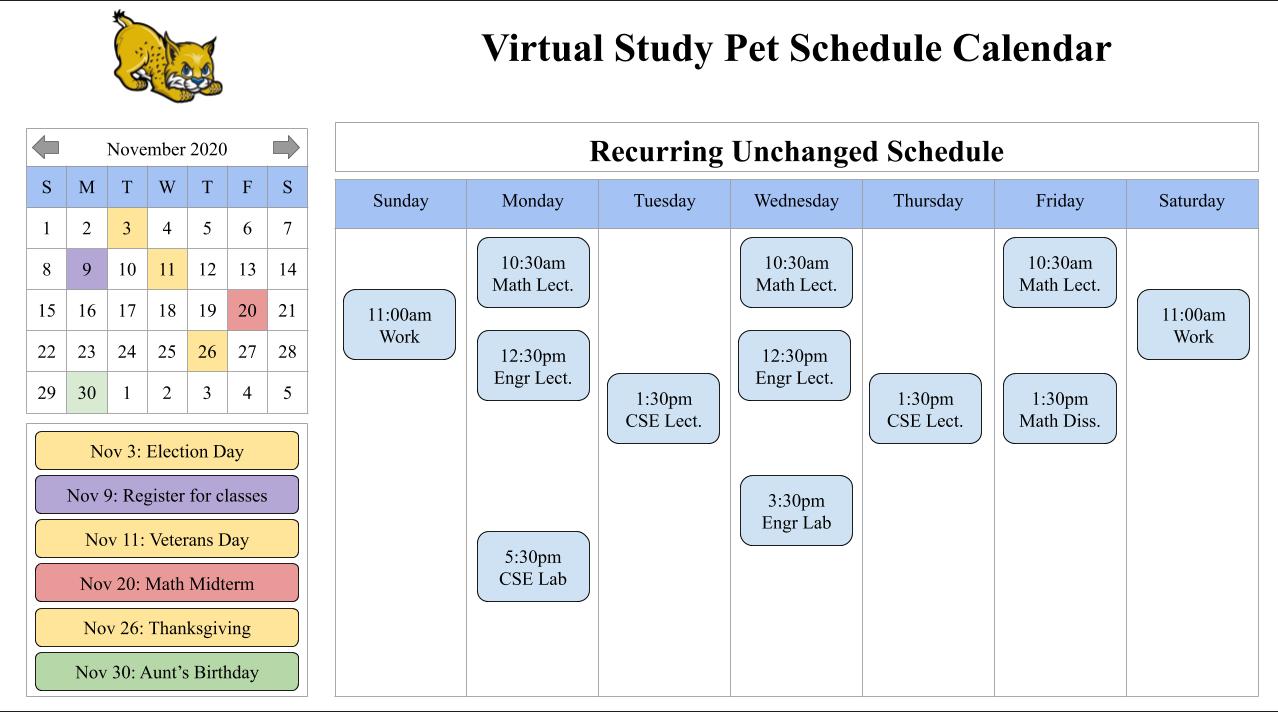 Virtual Study Pet Schedule Calendar
November 2020
S M T W T F S
1 2 3 4 5 6 7
8 9 10 11 12 13 14
15 16 17 18 19 20 21
22 23 24 25 26 27 28
29 30 1 2 3 4 5
Nov 3: Election Day
Nov 9: Register for classes
Nov 11: Veterans Day
Nov 20: Math Midterm
Nov 26: Thanksgiving
Nov 30: Aunt’s Birthday
Recurring Unchanged Schedule
Sunday Monday Tuesday Wednesday Thursday Friday Saturday
11:00am
Work
10:30am
Math Lect.
12:30pm
Engr Lect.
5:30pm
CSE Lab
1:30pm
CSE Lect.
10:30am
Math Lect.
12:30pm
Engr Lect.
3:30pm
Engr Lab
1:30pm
CSE Lect.
10:30am
Math Lect.
1:30pm
Math Diss.
11:00am
Work